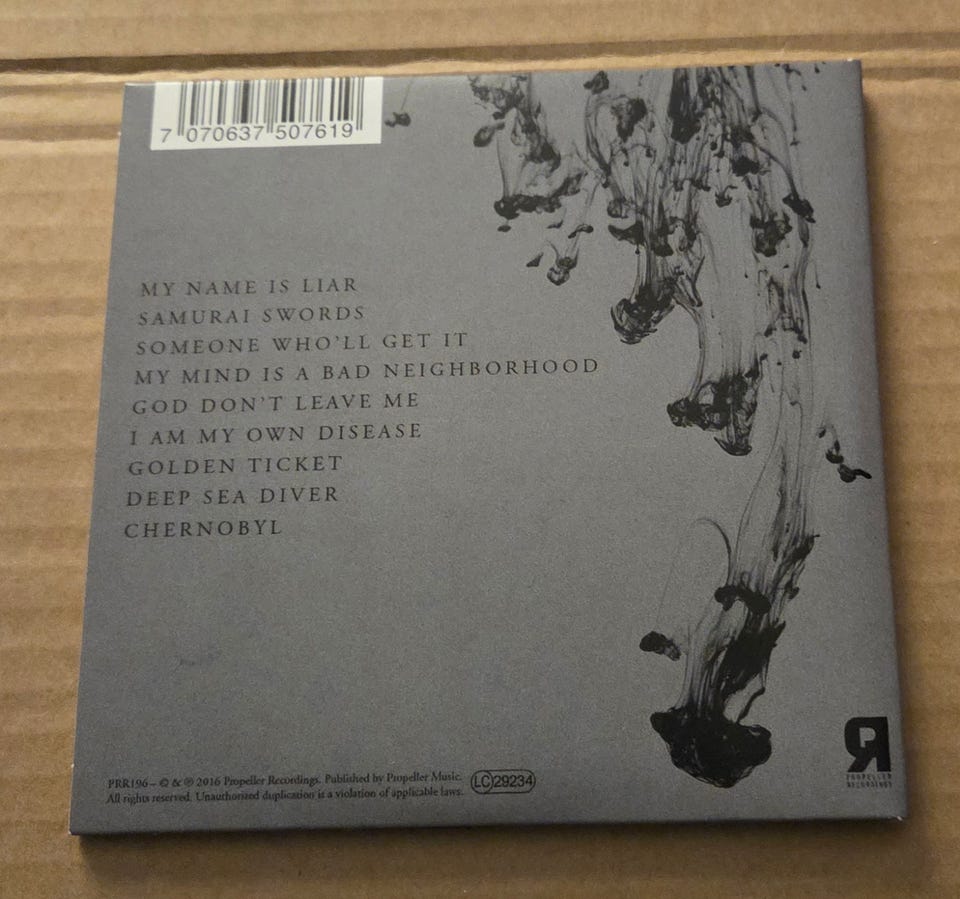 7 070637 507619
MY NAME IS LIAR
SAMURAI SWORDS
SOMEONE WHO'LL GET IT
MY MIND IS A BAD NEIGHBORHOOD
GOD DON'T LEAVE ME
I AM MY OWN DISEASE
GOLDEN TICKET
DEEP SEA DIVER
CHERNOBYL
PRR196 – © & ℗ 2016 Propeller Recordings. Published by Propeller Music.
All rights reserved. Unauthorized duplication is a violation of applicable laws.
LC 29234
PROPELLER
RECORDINGS